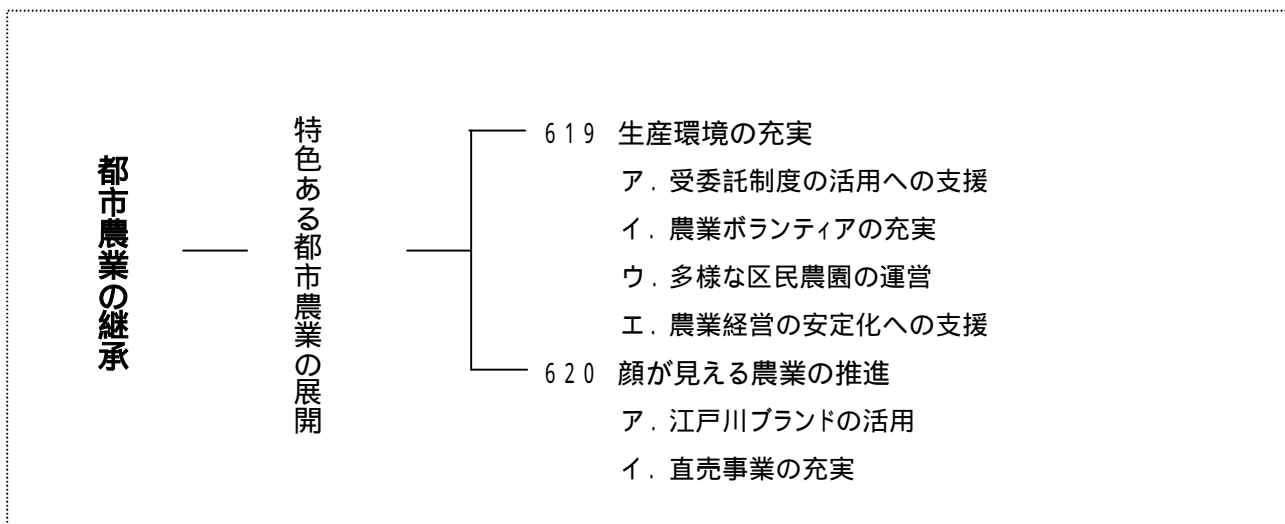 都市農業の継承
特色ある都市農業の展開
619 生産環境の充実
ア．受委託制度の活用への支援
イ．農業ボランティアの充実
ウ．多様な区民農園の運営
エ．農業経営の安定化への支援
620 顔が見える農業の推進
ア．江戸川ブランドの活用
イ．直売事業の充実